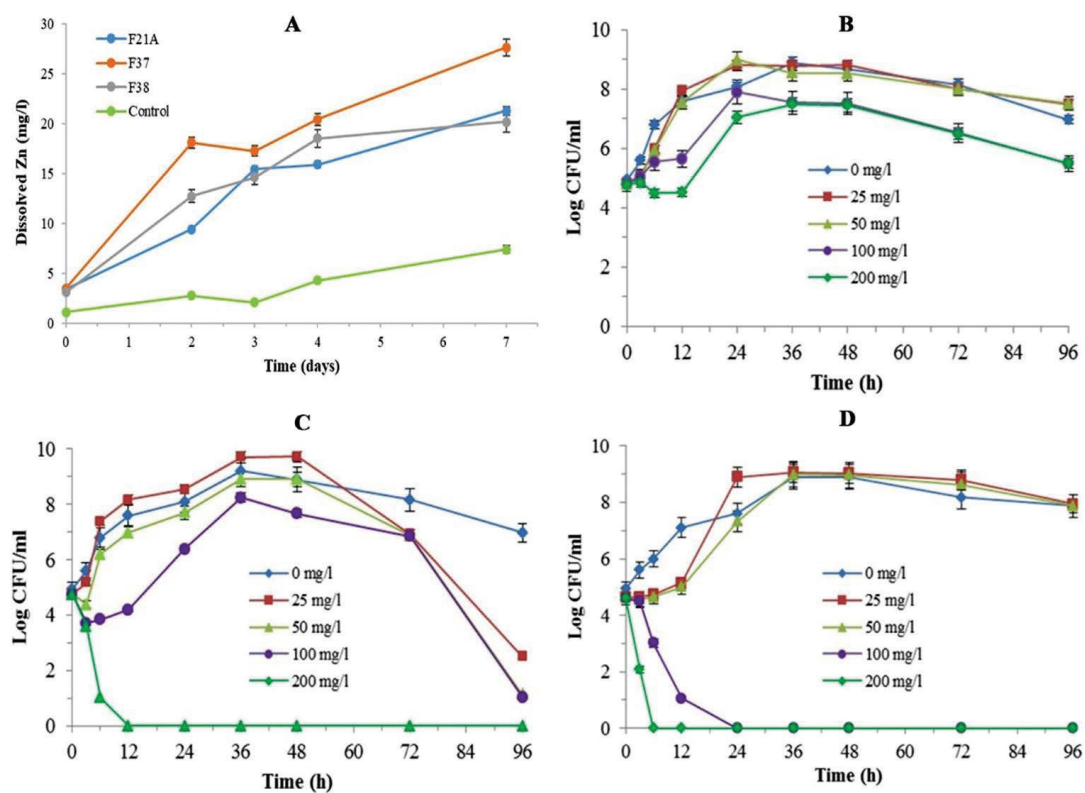 A
Dissolved Zn (mg/l)
30
25
20
15
10
5
0
F21A
F37
F38
Control
0 1 2 3 4 5 6 7
Time (days)
B
Log CFU/ml
10
8
6
4
2
0
0 mg/l
25 mg/l
50 mg/l
100 mg/l
200 mg/l
0 12 24 36 48 60 72 84 96
Time (h)
C
Log CFU/ml
10
8
6
4
2
0
0 mg/l
25 mg/l
50 mg/l
100 mg/l
200 mg/l
0 12 24 36 48 60 72 84 96
Time (h)
D
Log CFU/ml
10
8
6
4
2
0
0 mg/l
25 mg/l
50 mg/l
100 mg/l
200 mg/l
0 12 24 36 48 60 72 84 96
Time (h)